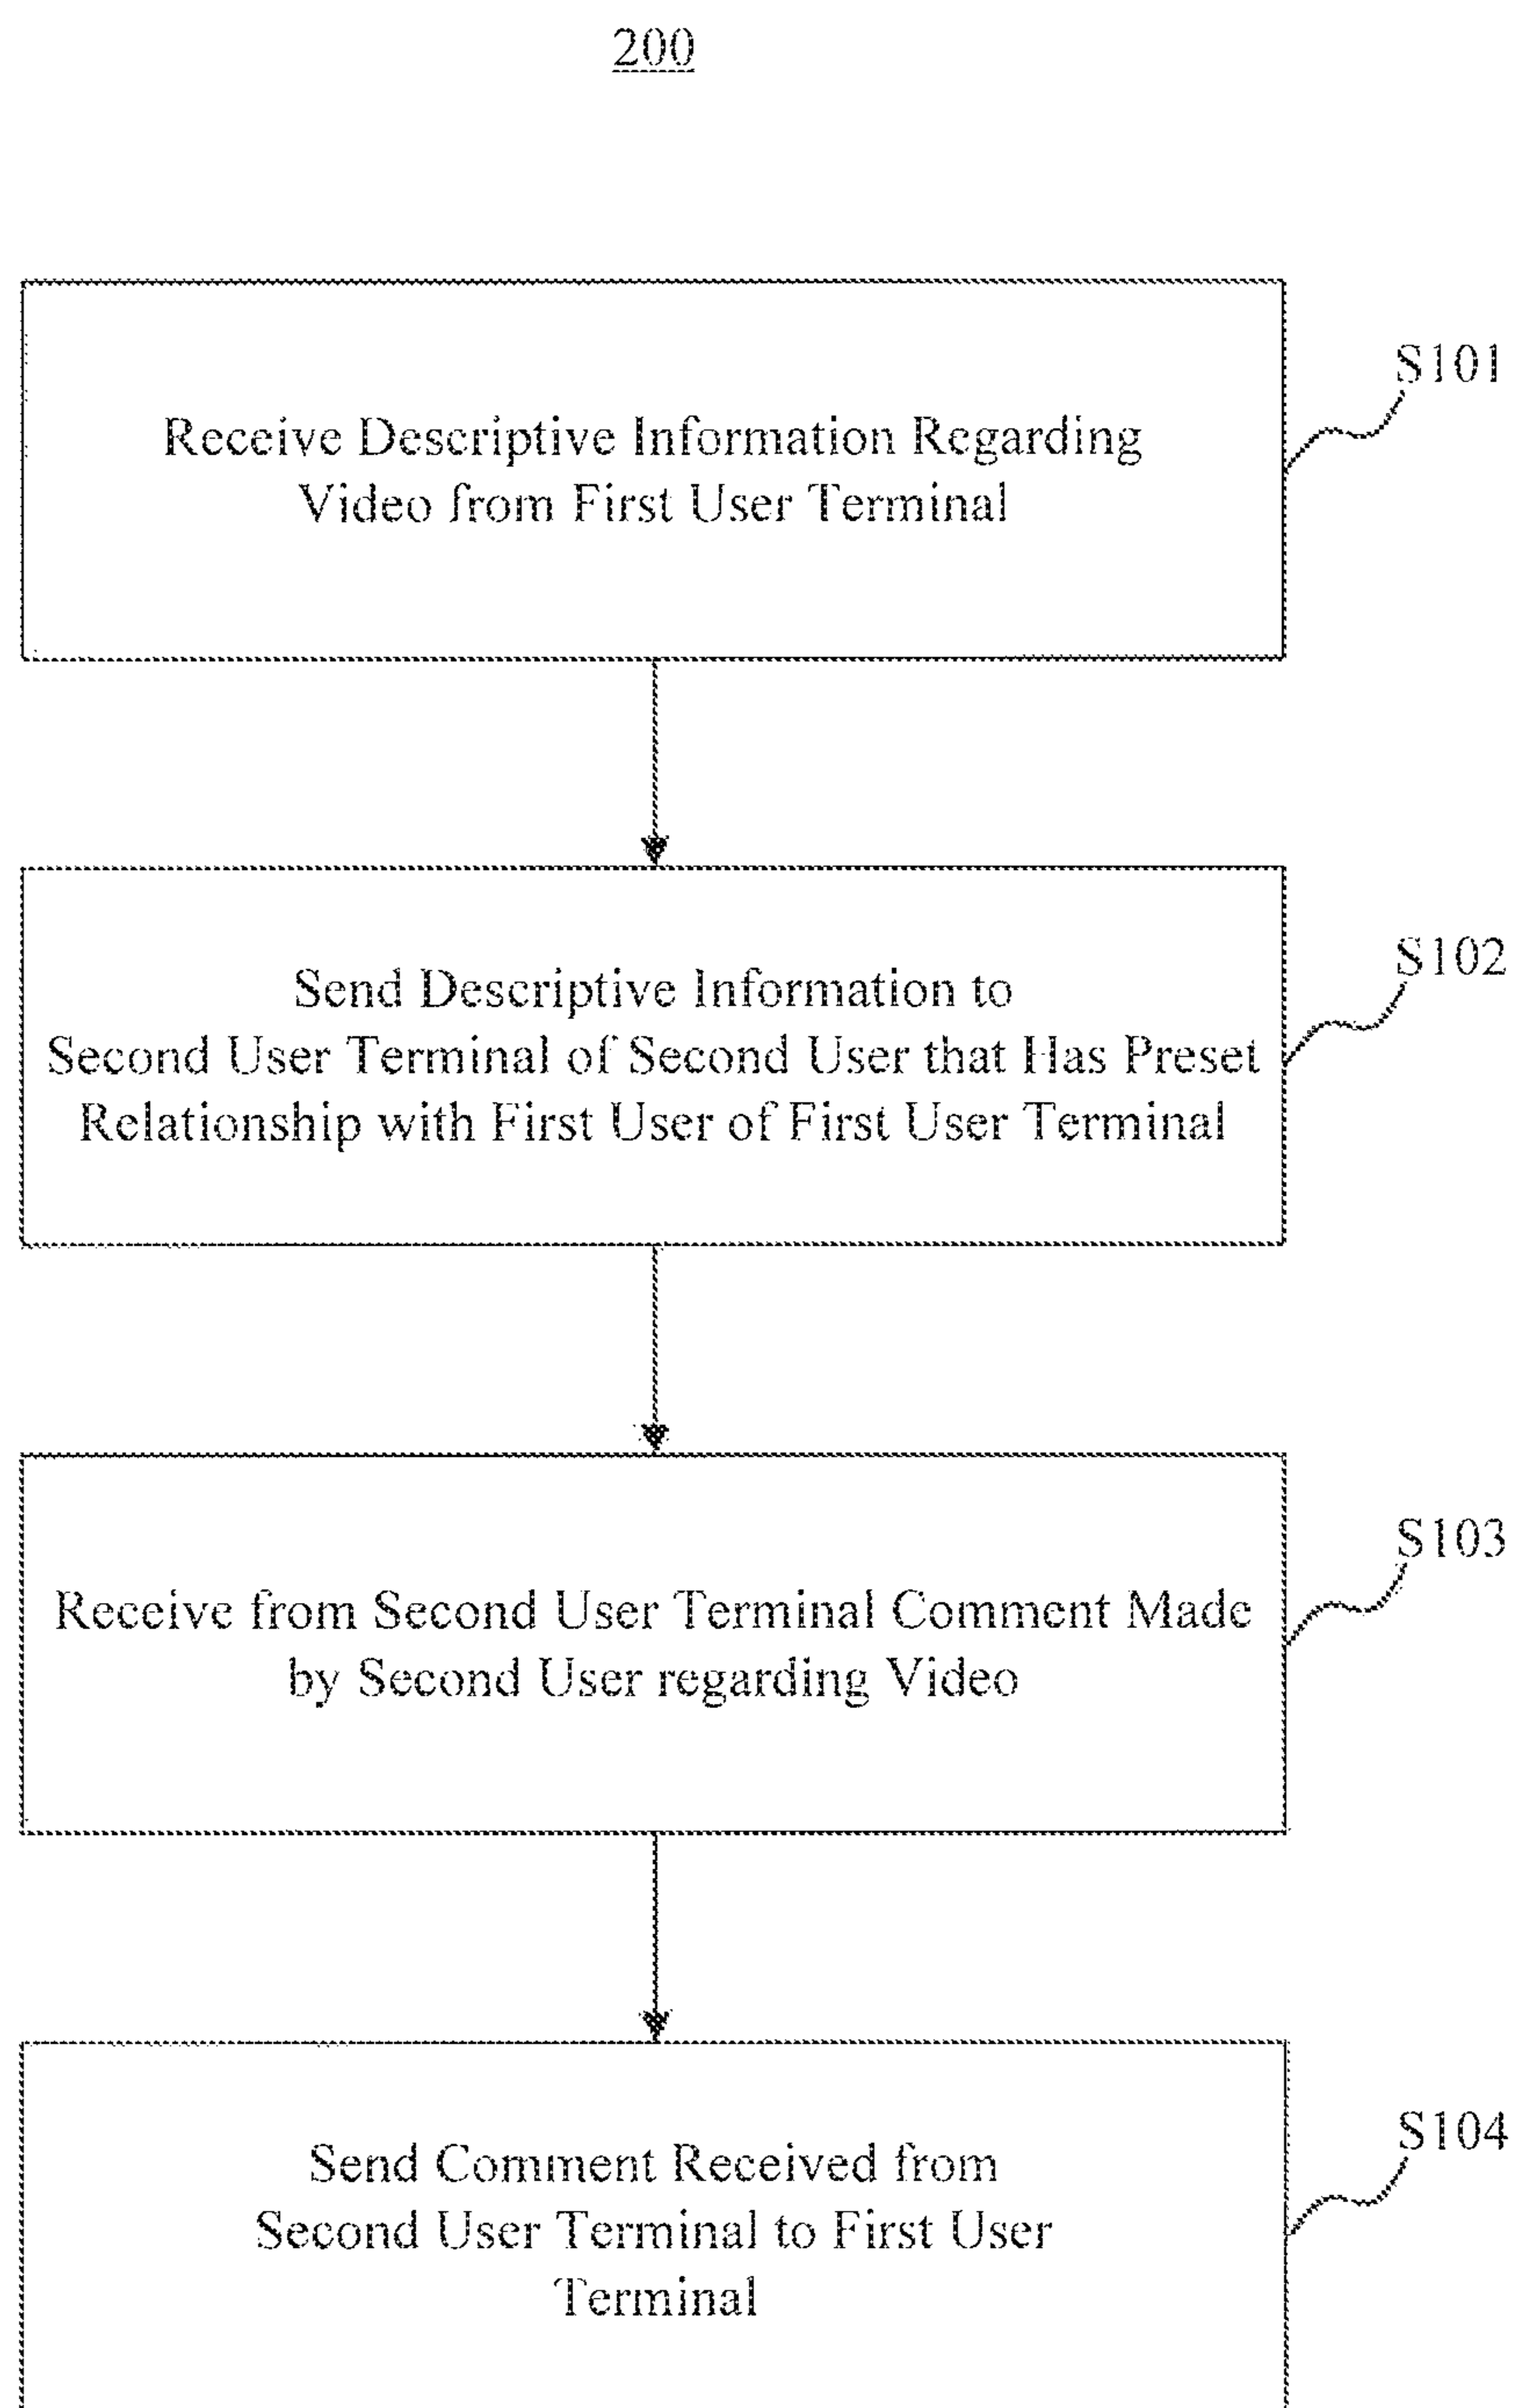 200
S101
Receive Descriptive Information Regarding
Video from First User Terminal
S102
Send Descriptive Information to
Second User Terminal of Second User that Has Preset
Relationship with First User of First User Terminal
S103
Receive from Second User Terminal Comment Made
by Second User regarding Video
S104
Send Comment Received from
Second User Terminal to First User
Terminal